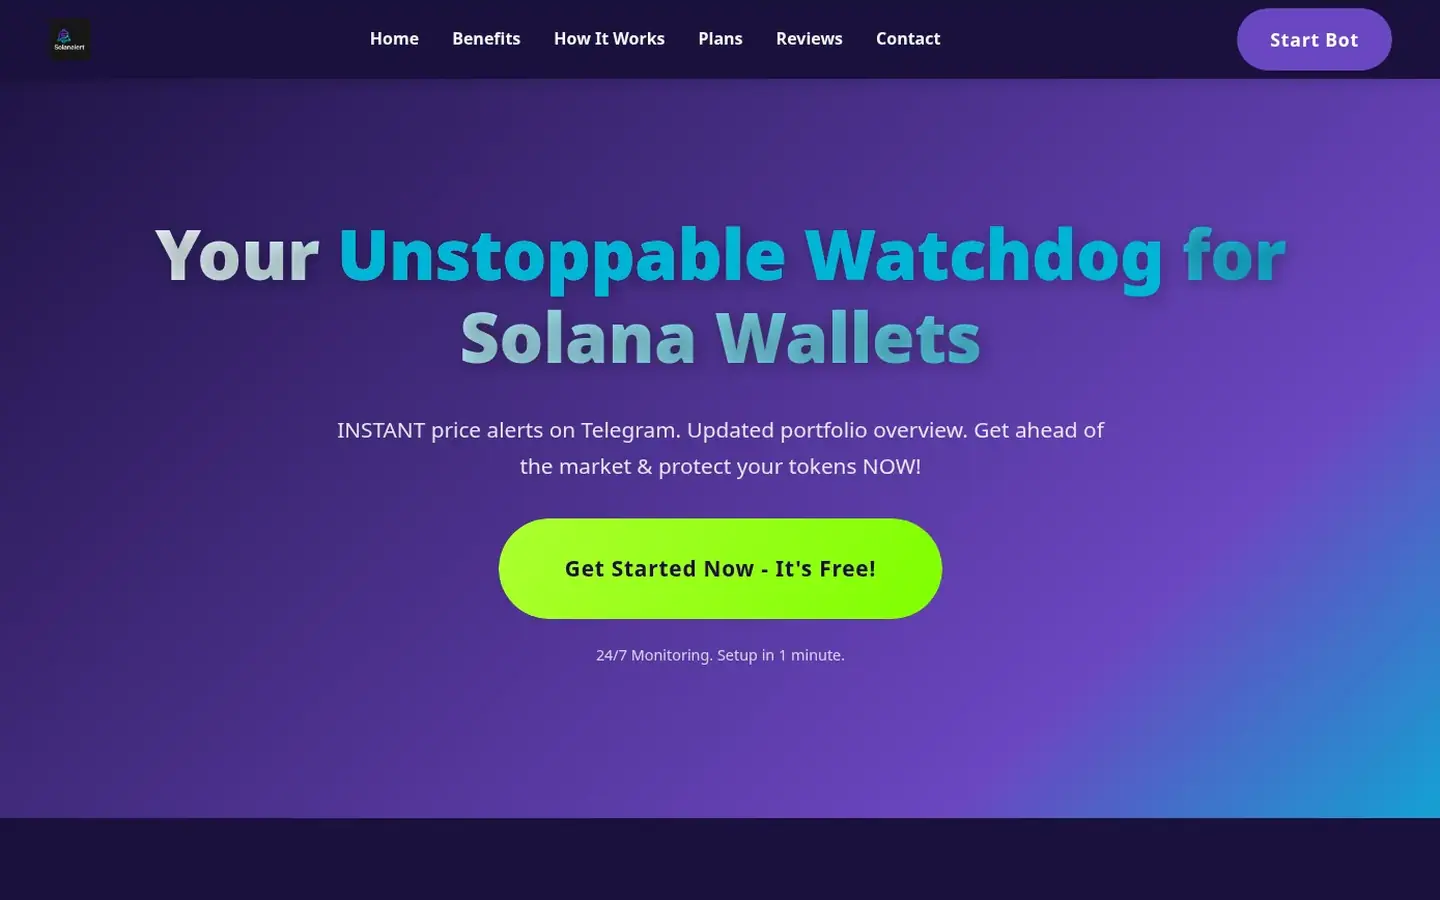 Solanalert
Home
Benefits
How It Works
Plans
Reviews
Contact
Start Bot
Your Unstoppable Watchdog for
Solana Wallets
INSTANT price alerts on Telegram. Updated portfolio overview. Get ahead of
the market & protect your tokens NOW!
Get Started Now - It's Free!
24/7 Monitoring. Setup in 1 minute.